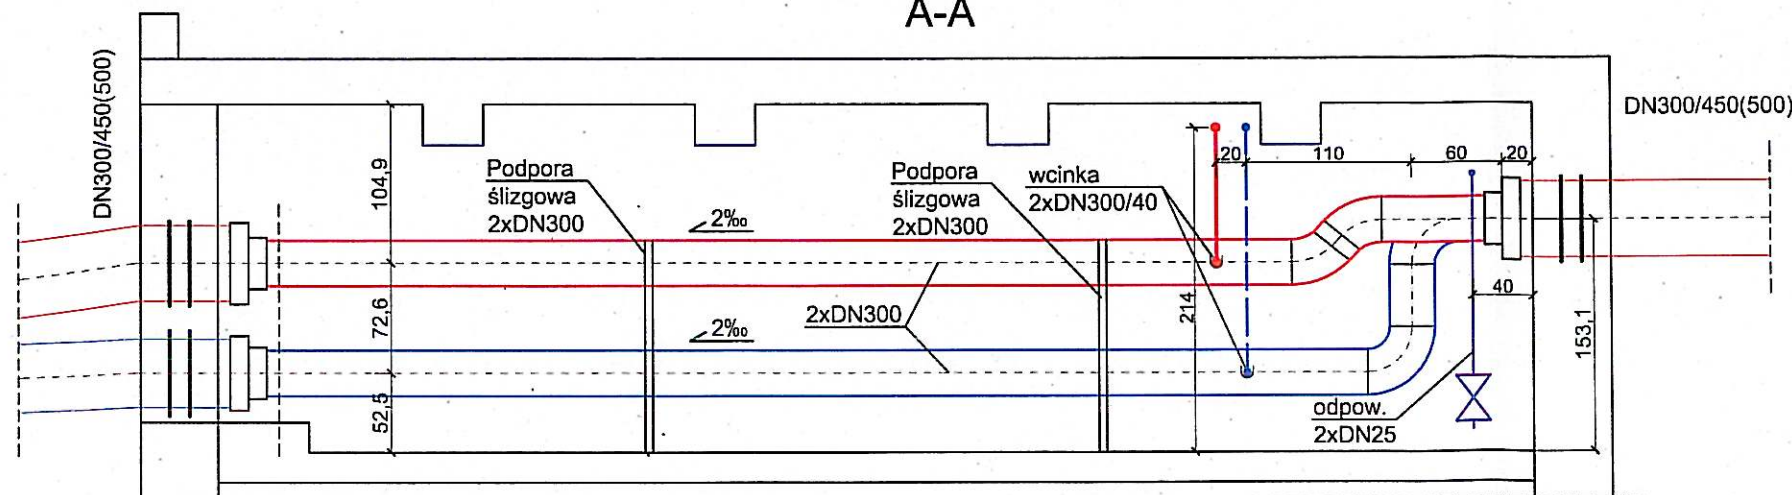 A-A
DN300/450(500)
DN300/450(500)
104,9
72,6
52,5
Podpora
ślizgowa
2xDN300
2‰
2‰
2xDN300
Podpora
ślizgowa
2xDN300
wcinka
2xDN300/40
20
110
60
20
214
40
153,1
odpow.
2xDN25